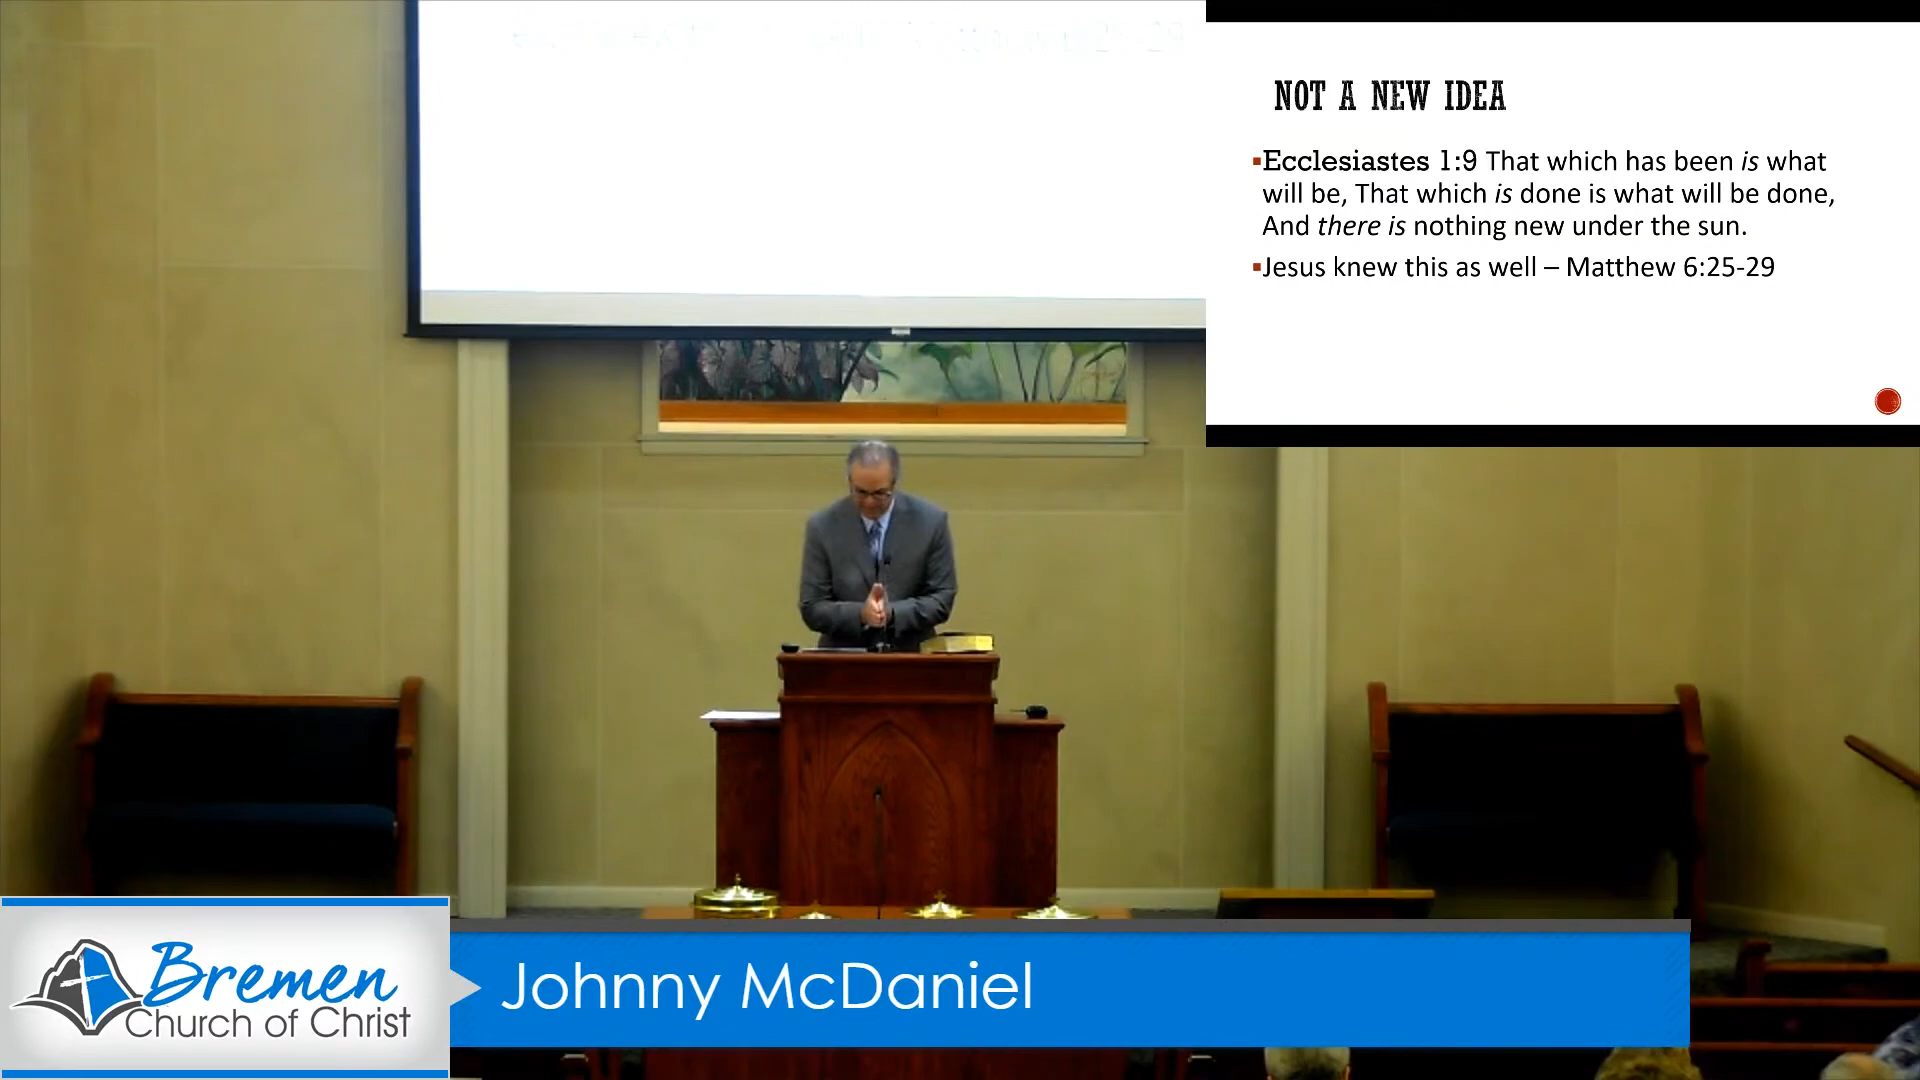 NOT A NEW IDEA
▪Ecclesiastes 1:9 That which has been is what
will be, That which is done is what will be done,
And there is nothing new under the sun.
▪Jesus knew this as well – Matthew 6:25-29
Bremen
Church of Christ
Johnny McDaniel